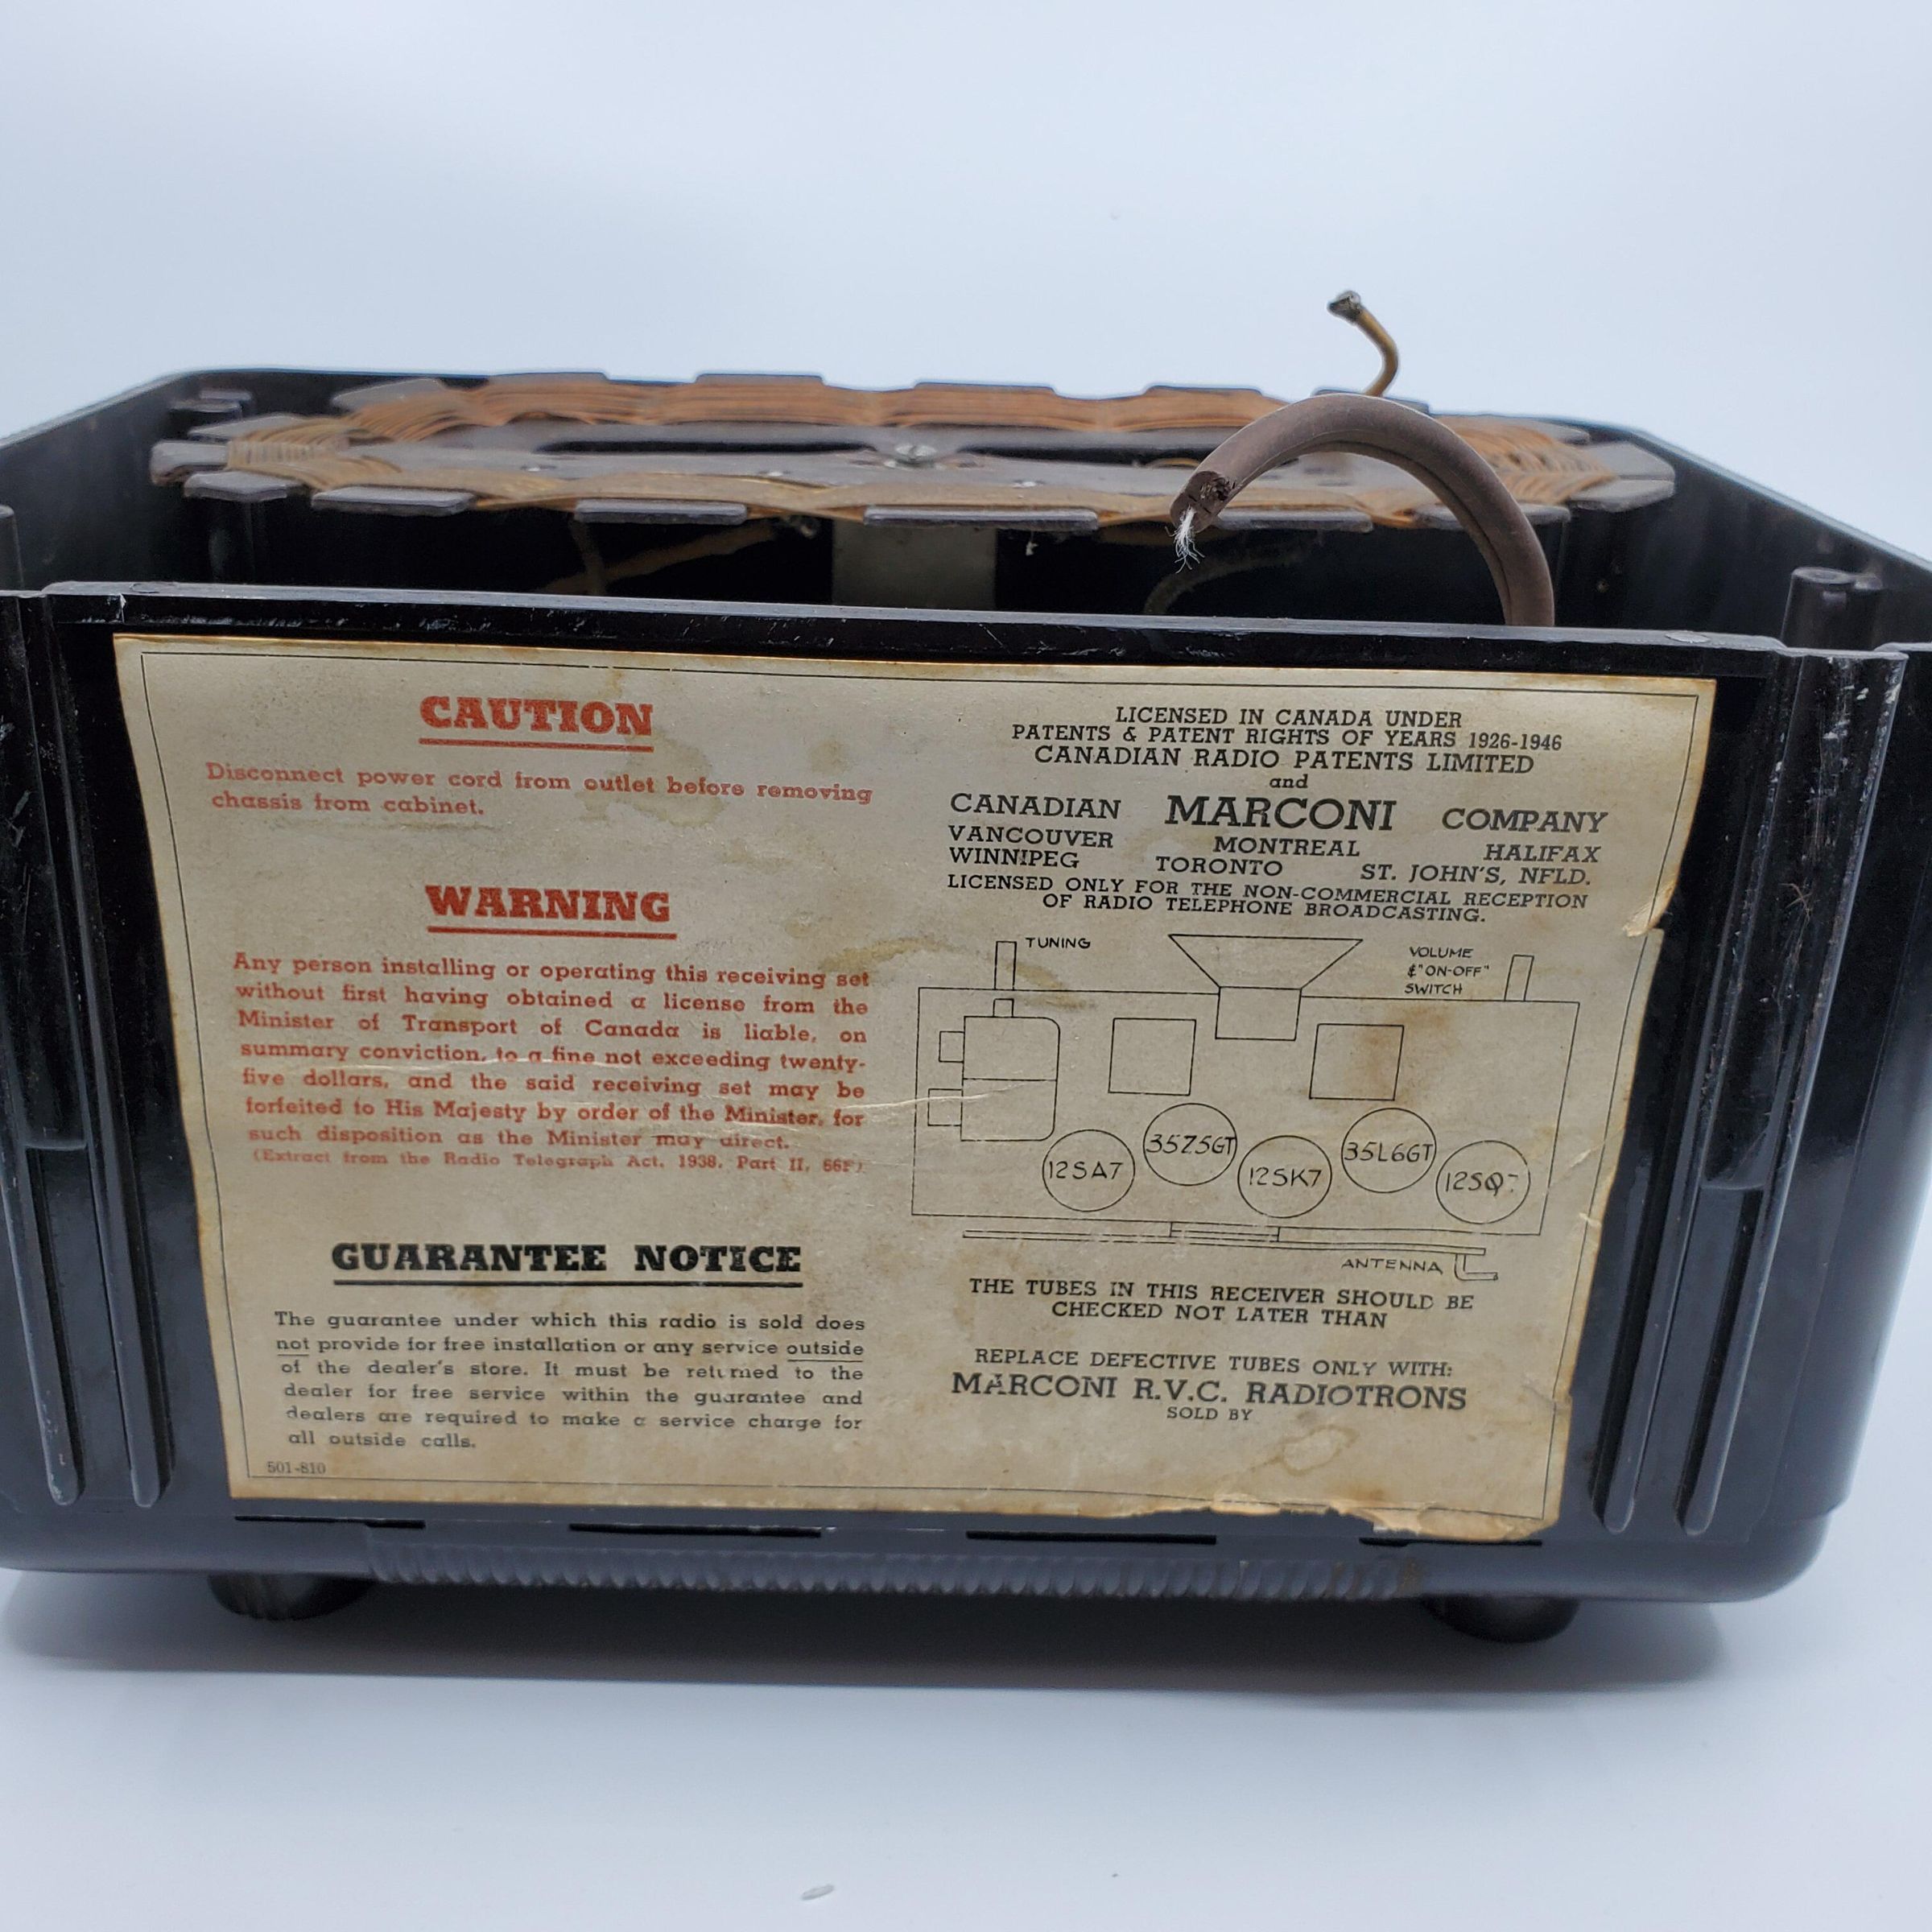 CAUTION
Disconnect power cord from outlet before removing
chassis from cabinet.
WARNING
Any person installing or operating this receiving set
without first having obtained a license from the
Minister of Transport of Canada is liable, on
summary conviction, to a fine not exceeding twenty-
five dollars, and the said receiving set may be
forfeited to His Majesty by order of the Minister, for
such disposition as the Minister may direct.
(Extract from the Radio Telegraph Act, 1938, Part II, 66F)
GUARANTEE NOTICE
The guarantee under which this radio is sold does
not provide for free installation or any service outside
of the dealer's store. It must be returned to the
dealer for free service within the guarantee and
dealers are required to make a service charge for
all outside calls.
501-810
LICENSED IN CANADA UNDER
PATENTS & PATENT RIGHTS OF YEARS 1926-1946
CANADIAN RADIO PATENTS LIMITED
and
CANADIAN MARCONI COMPANY
VANCOUVER MONTREAL HALIFAX
WINNIPEG TORONTO ST. JOHN'S, NFLD.
LICENSED ONLY FOR THE NON-COMMERCIAL RECEPTION
OF RADIO TELEPHONE BROADCASTING.
TUNING
VOLUME
&"ON-OFF"
SWITCH
12SA7
35Z5GT
12SK7
35L6GT
12SQ7
ANTENNA
THE TUBES IN THIS RECEIVER SHOULD BE
CHECKED NOT LATER THAN
REPLACE DEFECTIVE TUBES ONLY WITH:
MARCONI R.V.C. RADIOTRONS
SOLD BY